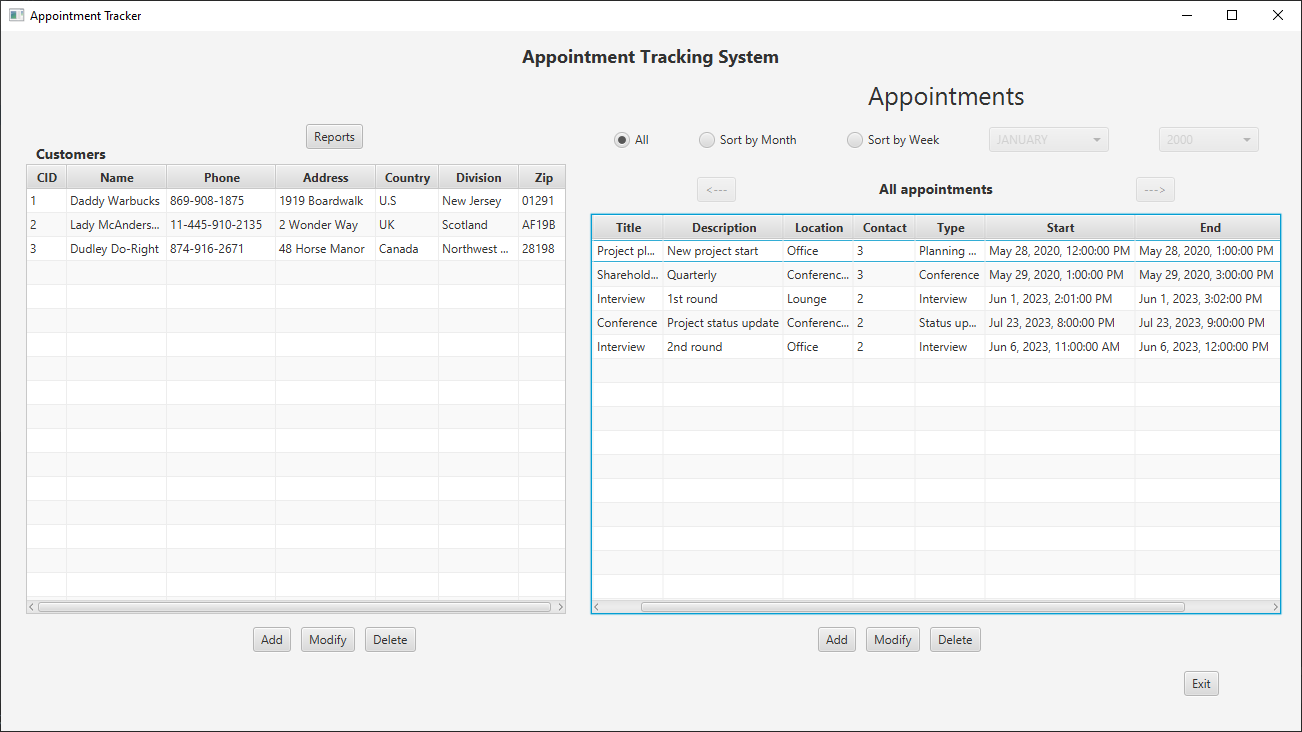 Appointment Tracker
Appointment Tracking System
Appointments
Reports
All Sort by Month Sort by Week JANUARY 2000
Customers
<--- All appointments --->
CID Name Phone Address Country Division Zip
1 Daddy Warbucks 869-908-1875 1919 Boardwalk U.S New Jersey 01291
2 Lady McAnders... 11-445-910-2135 2 Wonder Way UK Scotland AF19B
3 Dudley Do-Right 874-916-2671 48 Horse Manor Canada Northwest ... 28198
Title Description Location Contact Type Start End
Project pl... New project start Office 3 Planning ... May 28, 2020, 12:00:00 PM May 28, 2020, 1:00:00 PM
Sharehold... Quarterly Conferenc... 3 Conference May 29, 2020, 1:00:00 PM May 29, 2020, 3:00:00 PM
Interview 1st round Lounge 2 Interview Jun 1, 2023, 2:01:00 PM Jun 1, 2023, 3:02:00 PM
Conference Project status update Conferenc... 2 Status up... Jul 23, 2023, 8:00:00 PM Jul 23, 2023, 9:00:00 PM
Interview 2nd round Office 2 Interview Jun 6, 2023, 11:00:00 AM Jun 6, 2023, 12:00:00 PM
Add Modify Delete
Add Modify Delete
Exit